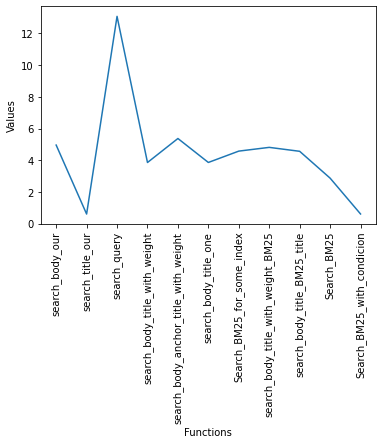 12
10
8
6
4
2
0
Values
search_body_our
search_title_our
search_query
search_body_title_with_weight
search_body_anchor_title_with_weight
search_body_title_one
Search_BM25_for_some_index
search_body_title_with_weight_BM25
search_body_title_BM25_title
Search_BM25
Search_BM25_with_condicion
Functions